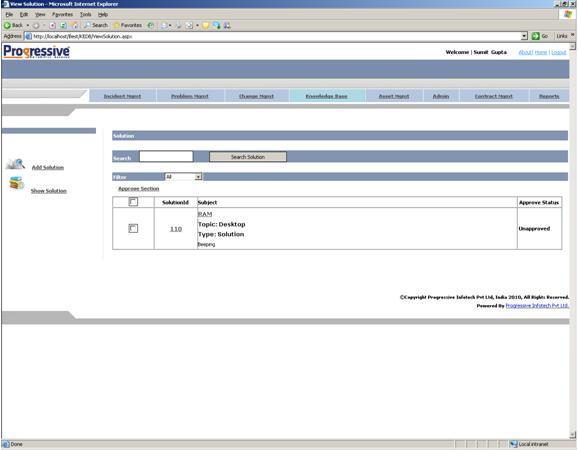 View Solution - Microsoft Internet Explorer
File Edit View Favorites Tools Help
Back Search Favorites
Address http://localhost/Best/KEDB/ViewSolution.aspx Go Links
Progressive
Welcome | Sumit Gupta About| Home | Logout
Incident Mgmt Problem Mgmt Change Mgmt Knowledge Base Asset Mgmt Admin Contract Mgmt Reports
Solution
Search Search Solution
Add Solution
Filter All
Show Solution
Approve Section
SolutionId Subject Approve Status
RAM
110 Topic: Desktop Unapproved
Type: Solution
Beeping
©Copyright Progressive Infotech Pvt Ltd, India 2010, All Rights Reserved.
Powered By Progressive Infotech Pvt Ltd.
Done Local intranet